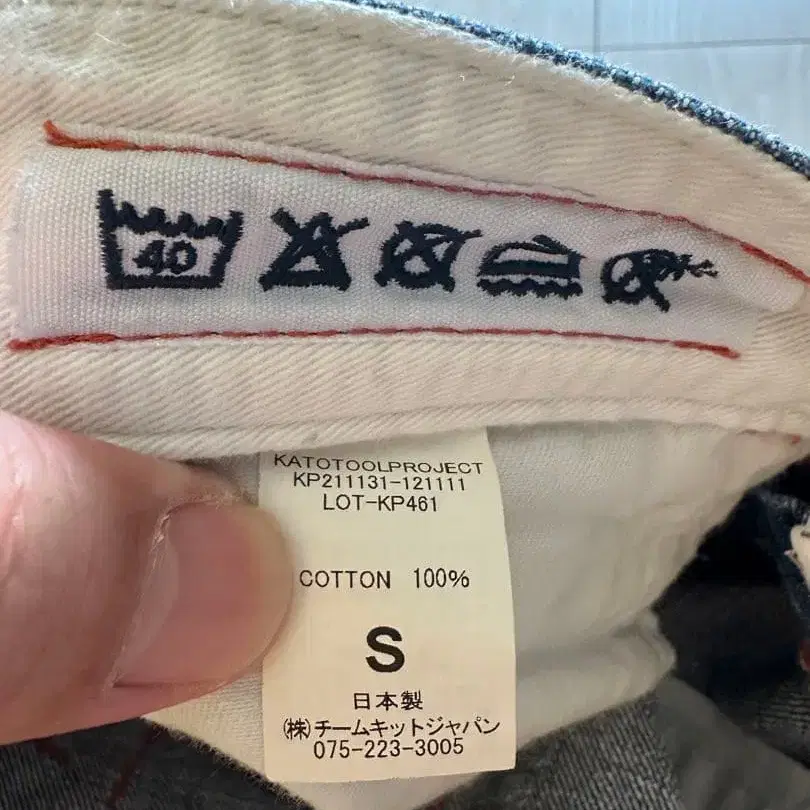 40
KATOTOOLPROJECT
KP211131-121111
LOT-KP461
COTTON 100%
S
日本製
(株)チームキットジャパン
075-223-3005